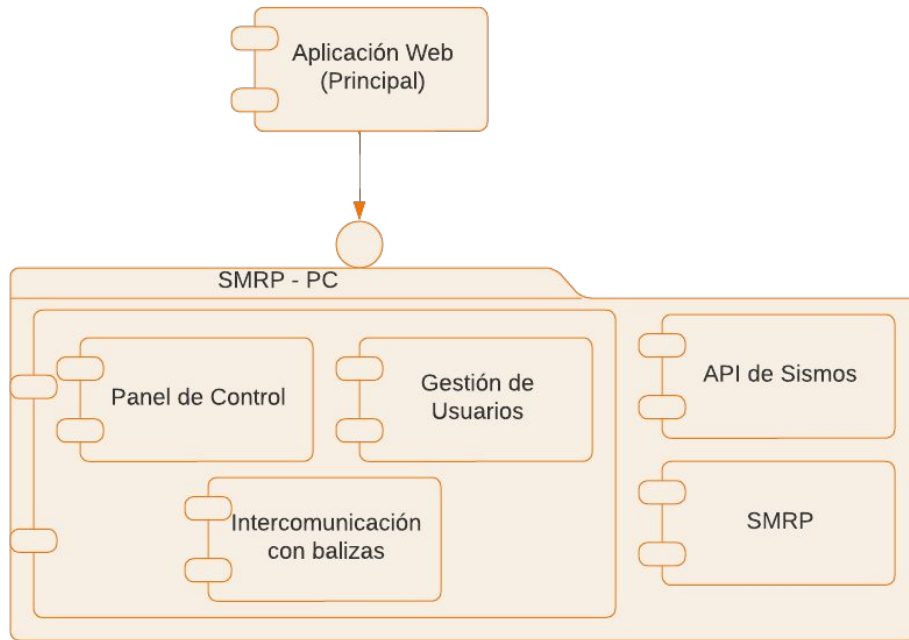 Aplicación Web
(Principal)
SMRP - PC
Panel de Control
Gestión de
Usuarios
API de Sismos
Intercomunicación
con balizas
SMRP